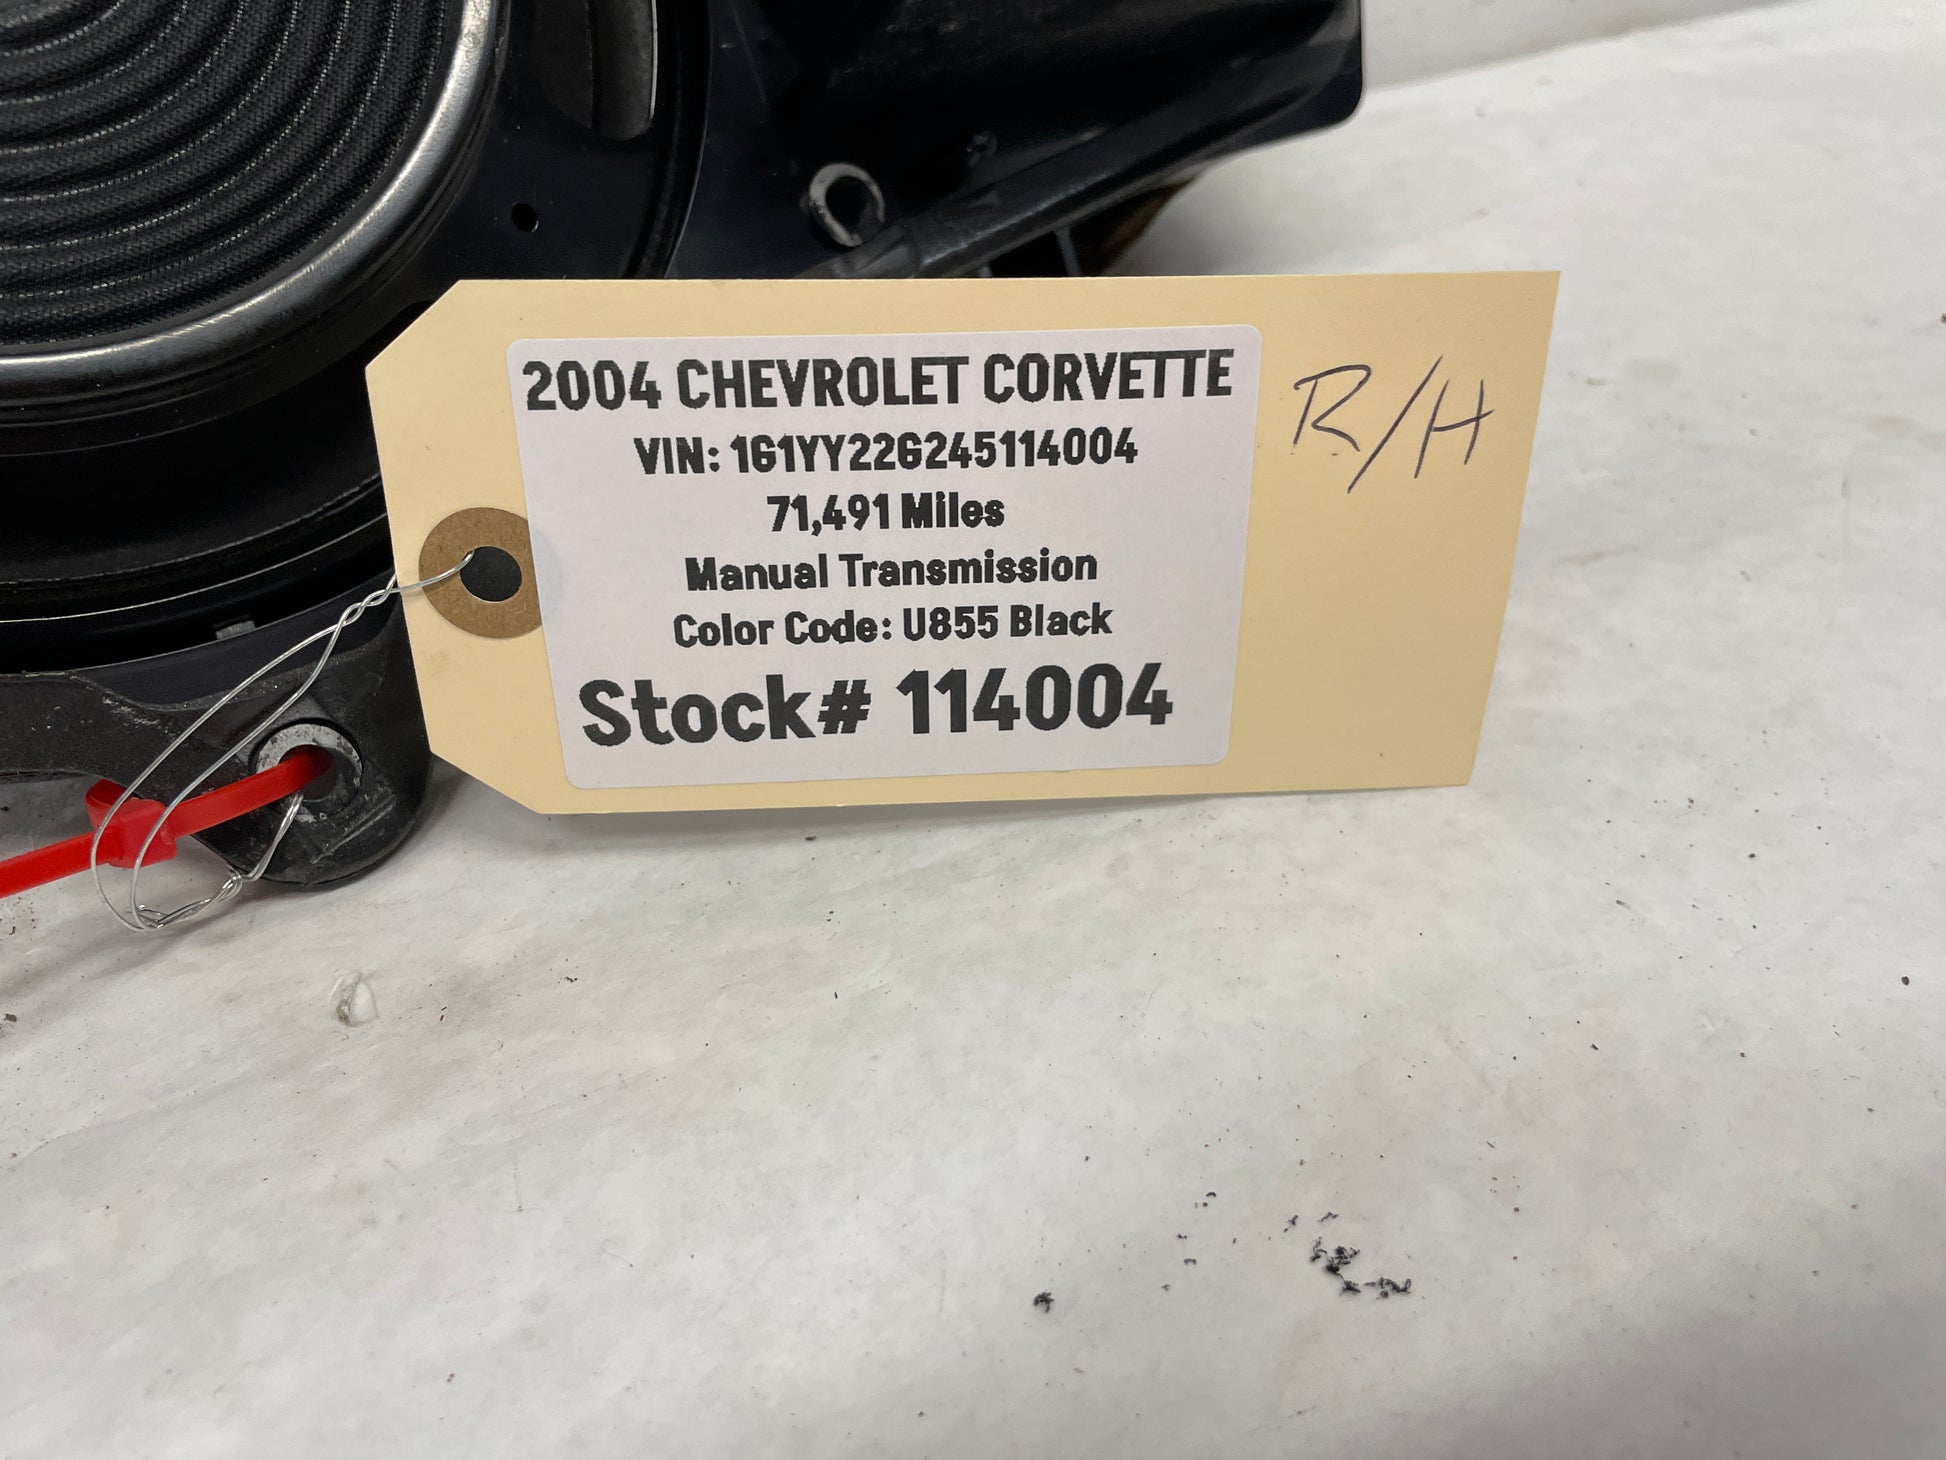 2004 CHEVROLET CORVETTE
VIN: 1G1YY22G245114004
71,491 Miles
Manual Transmission
Color Code: U855 Black
Stock# 114004
R/H